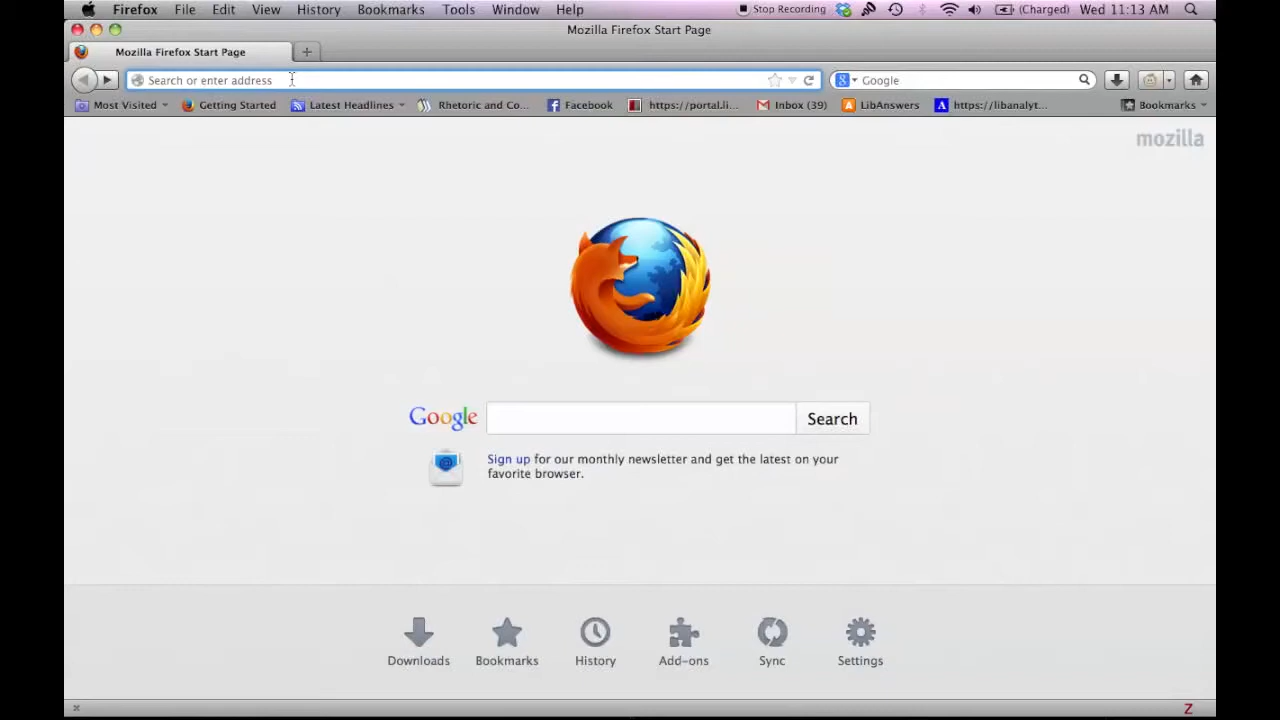 Firefox File Edit View History Bookmarks Tools Window Help Stop Recording (Charged) Wed 11:13 AM
Mozilla Firefox Start Page
Mozilla Firefox Start Page +
Search or enter address Google
Most Visited Getting Started Latest Headlines Rhetoric and Co... Facebook https://portal.li... Inbox (39) LibAnswers https://libanalyt... Bookmarks
mozilla
Google Search
Sign up for our monthly newsletter and get the latest on your
favorite browser.
Downloads Bookmarks History Add-ons Sync Settings
Z